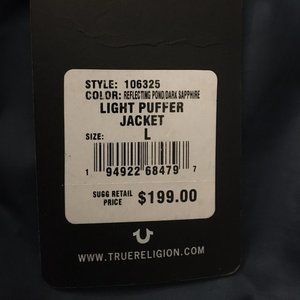 STYLE: 106325
COLOR: REFLECTING POND/DARK SAPPHIRE
LIGHT PUFFER
JACKET
SIZE: L
1 94922 68479 7
SUGG RETAIL
PRICE $199.00
WWW.TRUERELIGION.COM